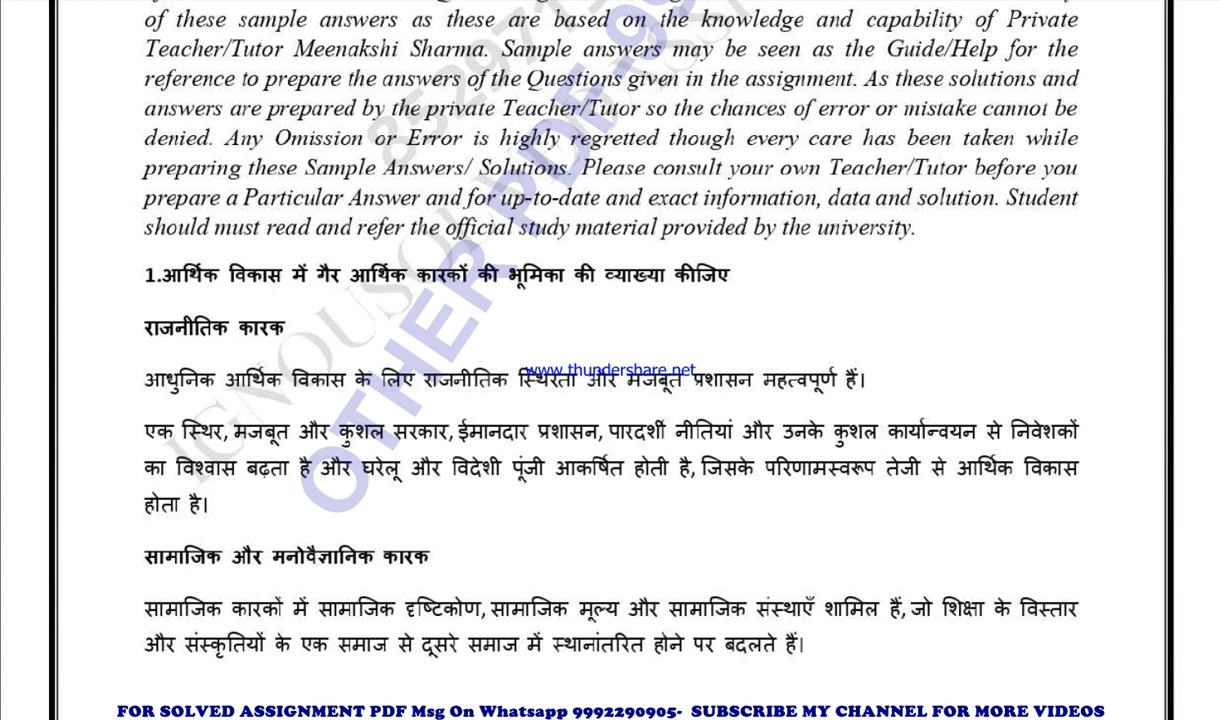 of these sample answers as these are based on the knowledge and capability of Private
Teacher/Tutor Meenakshi Sharma. Sample answers may be seen as the Guide/Help for the
reference to prepare the answers of the Questions given in the assignment. As these solutions and
answers are prepared by the private Teacher/Tutor so the chances of error or mistake cannot be
denied. Any Omission or Error is highly regretted though every care has been taken while
preparing these Sample Answers/ Solutions. Please consult your own Teacher/Tutor before you
prepare a Particular Answer and for up-to-date and exact information, data and solution. Student
should must read and refer the official study material provided by the university.
1.आर्थिक विकास में गैर आर्थिक कारकों की भूमिका की व्याख्या कीजिए
राजनीतिक कारक
www.thundershare.net
आधुनिक आर्थिक विकास के लिए राजनीतिक स्थिरता और मजबूत प्रशासन महत्वपूर्ण हैं।
एक स्थिर, मजबूत और कुशल सरकार, ईमानदार प्रशासन, पारदर्शी नीतियां और उनके कुशल कार्यान्वयन से निवेशकों
का विश्वास बढ़ता है और घरेलू और विदेशी पूंजी आकर्षित होती है, जिसके परिणामस्वरूप तेजी से आर्थिक विकास
होता है।
सामाजिक और मनोवैज्ञानिक कारक
सामाजिक कारकों में सामाजिक दृष्टिकोण, सामाजिक मूल्य और सामाजिक संस्थाएँ शामिल हैं, जो शिक्षा के विस्तार
और संस्कृतियों के एक समाज से दूसरे समाज में स्थानांतरित होने पर बदलते हैं।
OTHER PDF-99
FOR SOLVED ASSIGNMENT PDF Msg On Whatsapp 9992290905- SUBSCRIBE MY CHANNEL FOR MORE VIDEOS